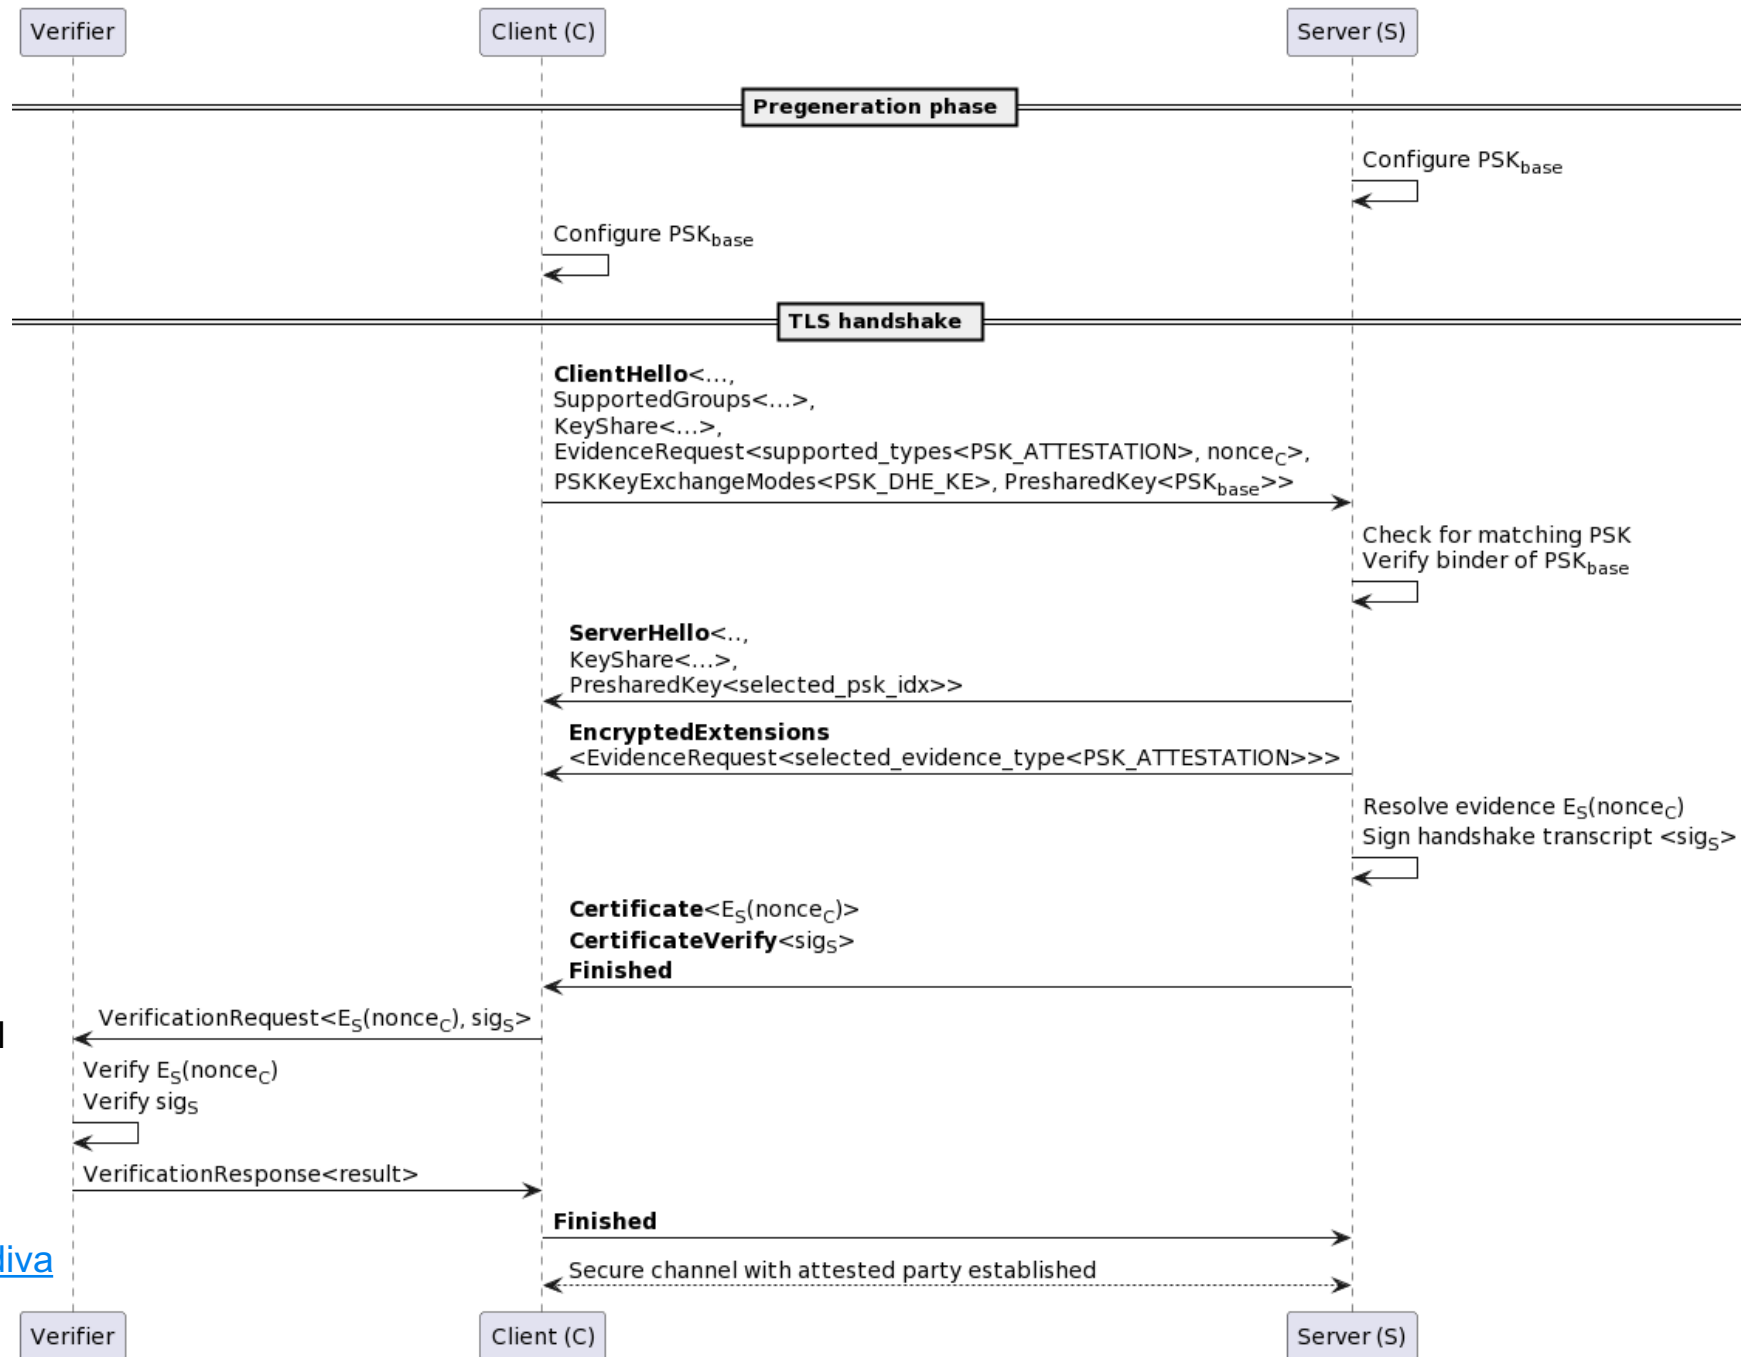 Verifier
Client (C)
Server (S)
Pregeneration phase
Configure PSKbase
Configure PSKbase
TLS handshake
ClientHello<...,
SupportedGroups<...>,
KeyShare<...>,
EvidenceRequest<supported_types<PSK_ATTESTATION>, nonceC>,
PSKKeyExchangeModes<PSK_DHE_KE>, PresharedKey<PSKbase>>
Check for matching PSK
Verify binder of PSKbase
ServerHello<..,
KeyShare<...>,
PresharedKey<selected_psk_idx>>
EncryptedExtensions
<EvidenceRequest<selected_evidence_type<PSK_ATTESTATION>>>
Resolve evidence ES(nonceC)
Sign handshake transcript <sigS>
Certificate<ES(nonceC)>
CertificateVerify<sigS>
Finished
VerificationRequest<ES(nonceC), sigS>
Verify ES(nonceC)
Verify sigS
VerificationResponse<result>
Finished
diva
Secure channel with attested party established
Verifier
Client (C)
Server (S)